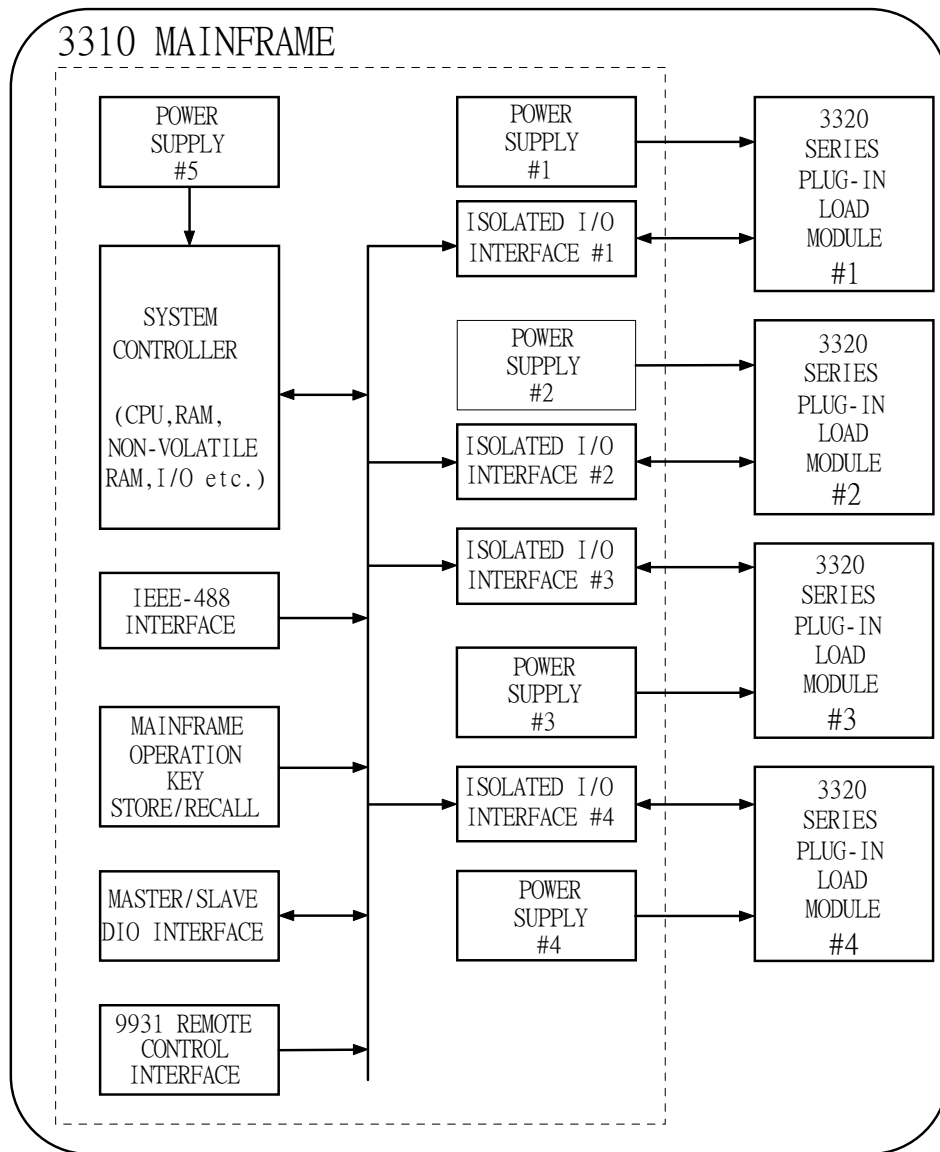 3310 MAINFRAME
POWER
SUPPLY
#5
SYSTEM
CONTROLLER
(CPU,RAM,
NON-VOLATILE
RAM,I/O etc.)
IEEE-488
INTERFACE
MAINFRAME
OPERATION
KEY
STORE/RECALL
MASTER/SLAVE
DIO INTERFACE
9931 REMOTE
CONTROL
INTERFACE
POWER
SUPPLY
#1
ISOLATED I/O
INTERFACE #1
POWER
SUPPLY
#2
ISOLATED I/O
INTERFACE #2
ISOLATED I/O
INTERFACE #3
POWER
SUPPLY
#3
ISOLATED I/O
INTERFACE #4
POWER
SUPPLY
#4
3320
SERIES
PLUG-IN
LOAD
MODULE
#1
3320
SERIES
PLUG-IN
LOAD
MODULE
#2
3320
SERIES
PLUG-IN
LOAD
MODULE
#3
3320
SERIES
PLUG-IN
LOAD
MODULE
#4